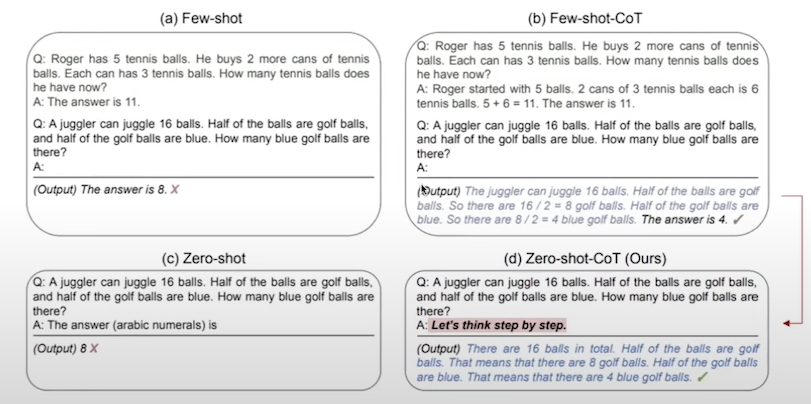 (a) Few-shot
Q: Roger has 5 tennis balls. He buys 2 more cans of tennis
balls. Each can has 3 tennis balls. How many tennis balls does
he have now?
A: The answer is 11.
Q: A juggler can juggle 16 balls. Half of the balls are golf balls,
and half of the golf balls are blue. How many blue golf balls are
there?
A:
(Output) The answer is 8. X
(b) Few-shot-CoT
Q: Roger has 5 tennis balls. He buys 2 more cans of tennis
balls. Each can has 3 tennis balls. How many tennis balls does
he have now?
A: Roger started with 5 balls. 2 cans of 3 tennis balls each is 6
tennis balls. 5 + 6 = 11. The answer is 11.
Q: A juggler can juggle 16 balls. Half of the balls are golf balls,
and half of the golf balls are blue. How many blue golf balls are
there?
A:
(Output) The juggler can juggle 16 balls. Half of the balls are golf
balls. So there are 16 / 2 = 8 golf balls. Half of the golf balls are
blue. So there are 8 / 2 = 4 blue golf balls. The answer is 4. ✓
(c) Zero-shot
Q: A juggler can juggle 16 balls. Half of the balls are golf balls,
and half of the golf balls are blue. How many blue golf balls are
there?
A: The answer (arabic numerals) is
(Output) 8 X
(d) Zero-shot-CoT (Ours)
Q: A juggler can juggle 16 balls. Half of the balls are golf balls,
and half of the golf balls are blue. How many blue golf balls are
there?
A: Let's think step by step.
(Output) There are 16 balls in total. Half of the balls are golf
balls. That means that there are 8 golf balls. Half of the golf balls
are blue. That means that there are 4 blue golf balls. ✓